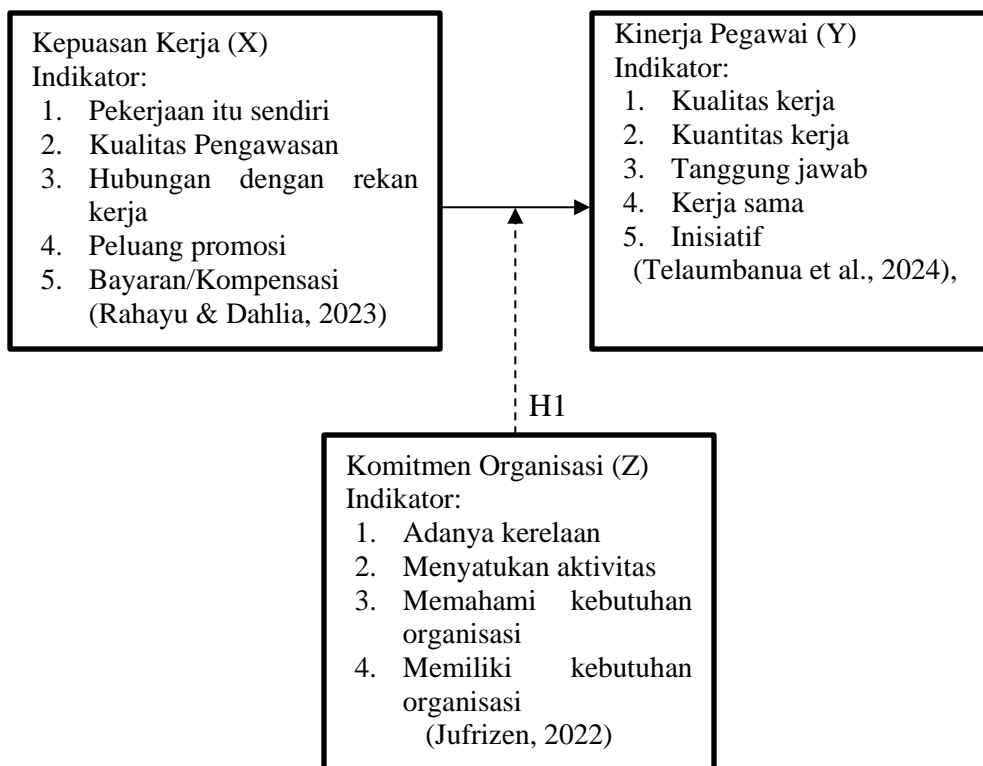 Kepuasan Kerja (X)
Indikator:
1. Pekerjaan itu sendiri
2. Kualitas Pengawasan
3. Hubungan dengan rekan
kerja
4. Peluang promosi
5. Bayaran/Kompensasi
(Rahayu & Dahlia, 2023)
Kinerja Pegawai (Y)
Indikator:
1. Kualitas kerja
2. Kuantitas kerja
3. Tanggung jawab
4. Kerja sama
5. Inisiatif
(Telaumbanua et al., 2024),
H1
Komitmen Organisasi (Z)
Indikator:
1. Adanya kerelaan
2. Menyatukan aktivitas
3. Memahami kebutuhan
organisasi
4. Memiliki kebutuhan
organisasi
(Jufrizen, 2022)